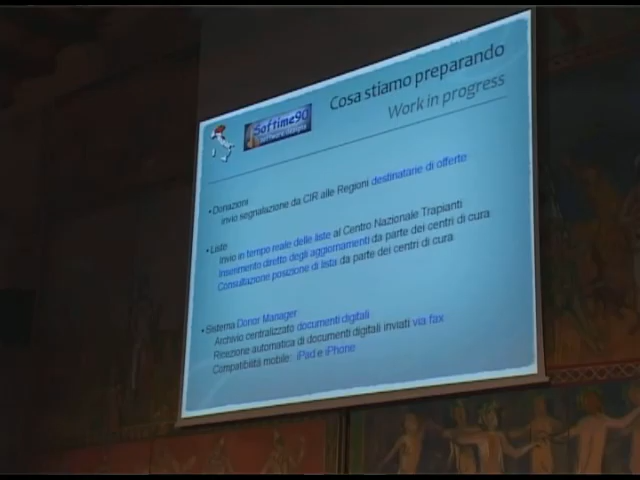 Softime90
Cosa stiamo preparando
Work in progress
• Donazioni
Invio segnalazione da CIR alle Regioni destinatarie di offerte
• Liste
Invio in tempo reale delle liste al Centro Nazionale Trapianti
Inserimento diretto degli aggiornamenti da parte dei centri di cura
Consultazione posizione di lista da parte dei centri di cura
• Sistema Donor Manager
Archivio centralizzato documenti digitali
Ricezione automatica di documenti digitali inviati via fax
Compatibilità mobile: iPad e iPhone